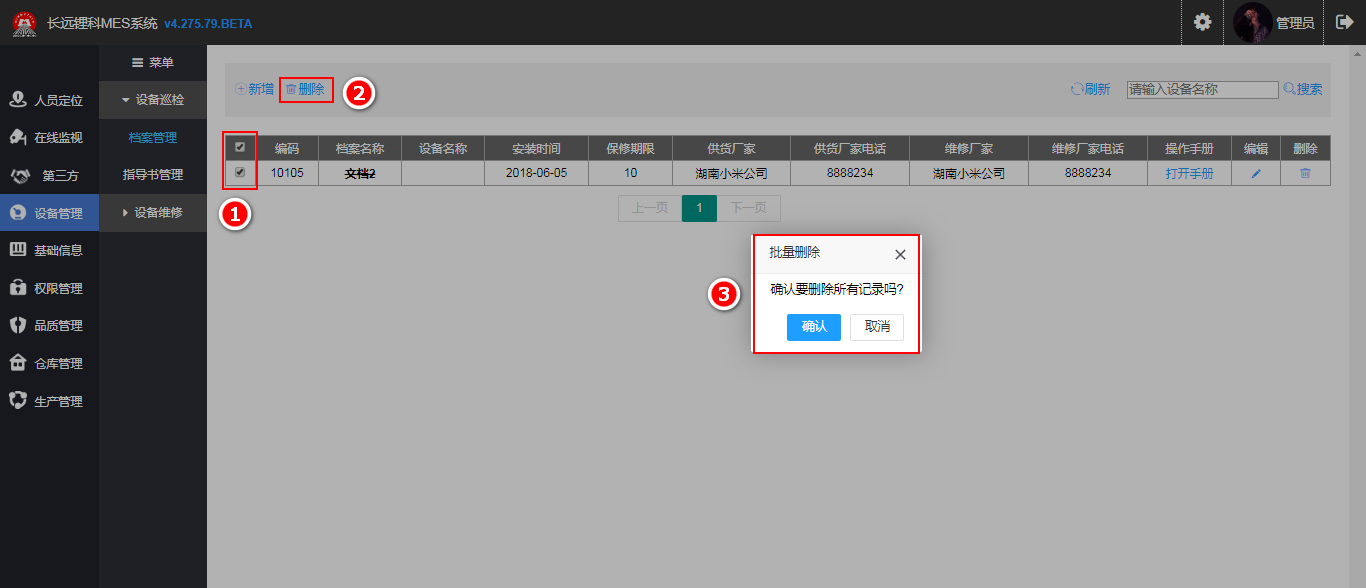 长远锂科MES系统 v4.275.79.BETA
管理员
菜单
人员定位
在线监视
第三方
设备管理
基础信息
权限管理
品质管理
仓库管理
生产管理
设备巡检
档案管理
指导书管理
设备维修
新增 删除 2
刷新 请输入设备名称 搜索
编码 档案名称 设备名称 安装时间 保修期限 供货厂家 供货厂家电话 维修厂家 维修厂家电话 操作手册 编辑 删除
10105 文档2 2018-06-05 10 湖南小米公司 8888234 湖南小米公司 8888234 打开手册
1
上一页 1 下一页
批量删除
3
确认要删除所有记录吗?
确认 取消